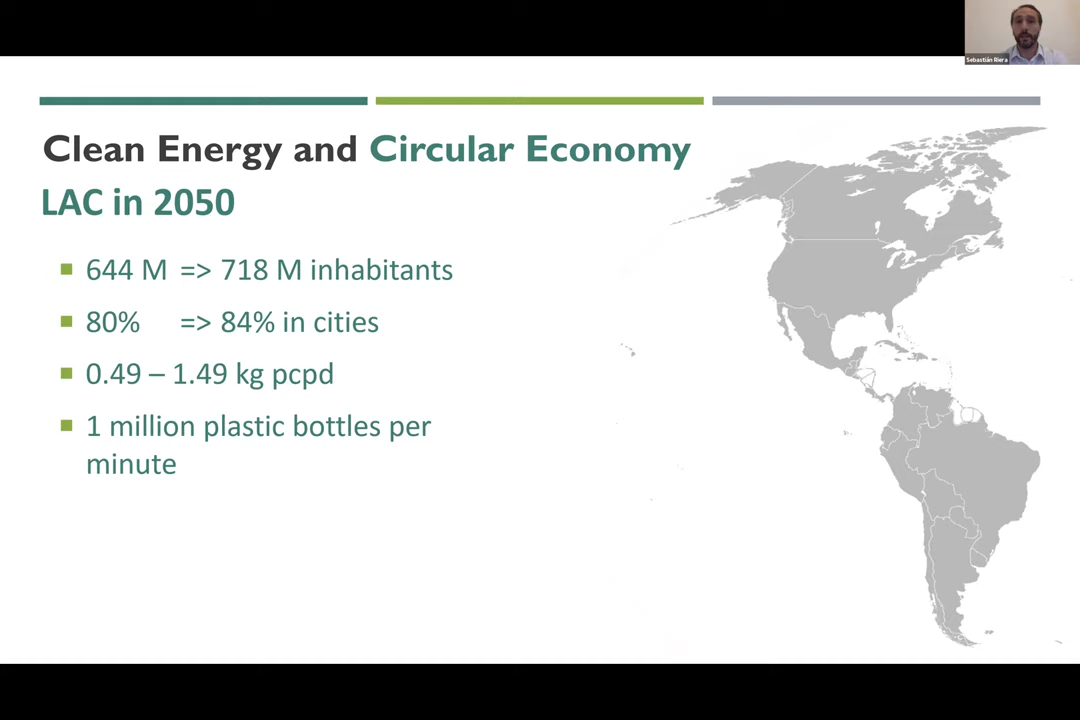 Sebastián Riera
Clean Energy and Circular Economy
LAC in 2050
644 M => 718 M inhabitants
80% => 84% in cities
0.49 – 1.49 kg pcpd
1 million plastic bottles per
minute